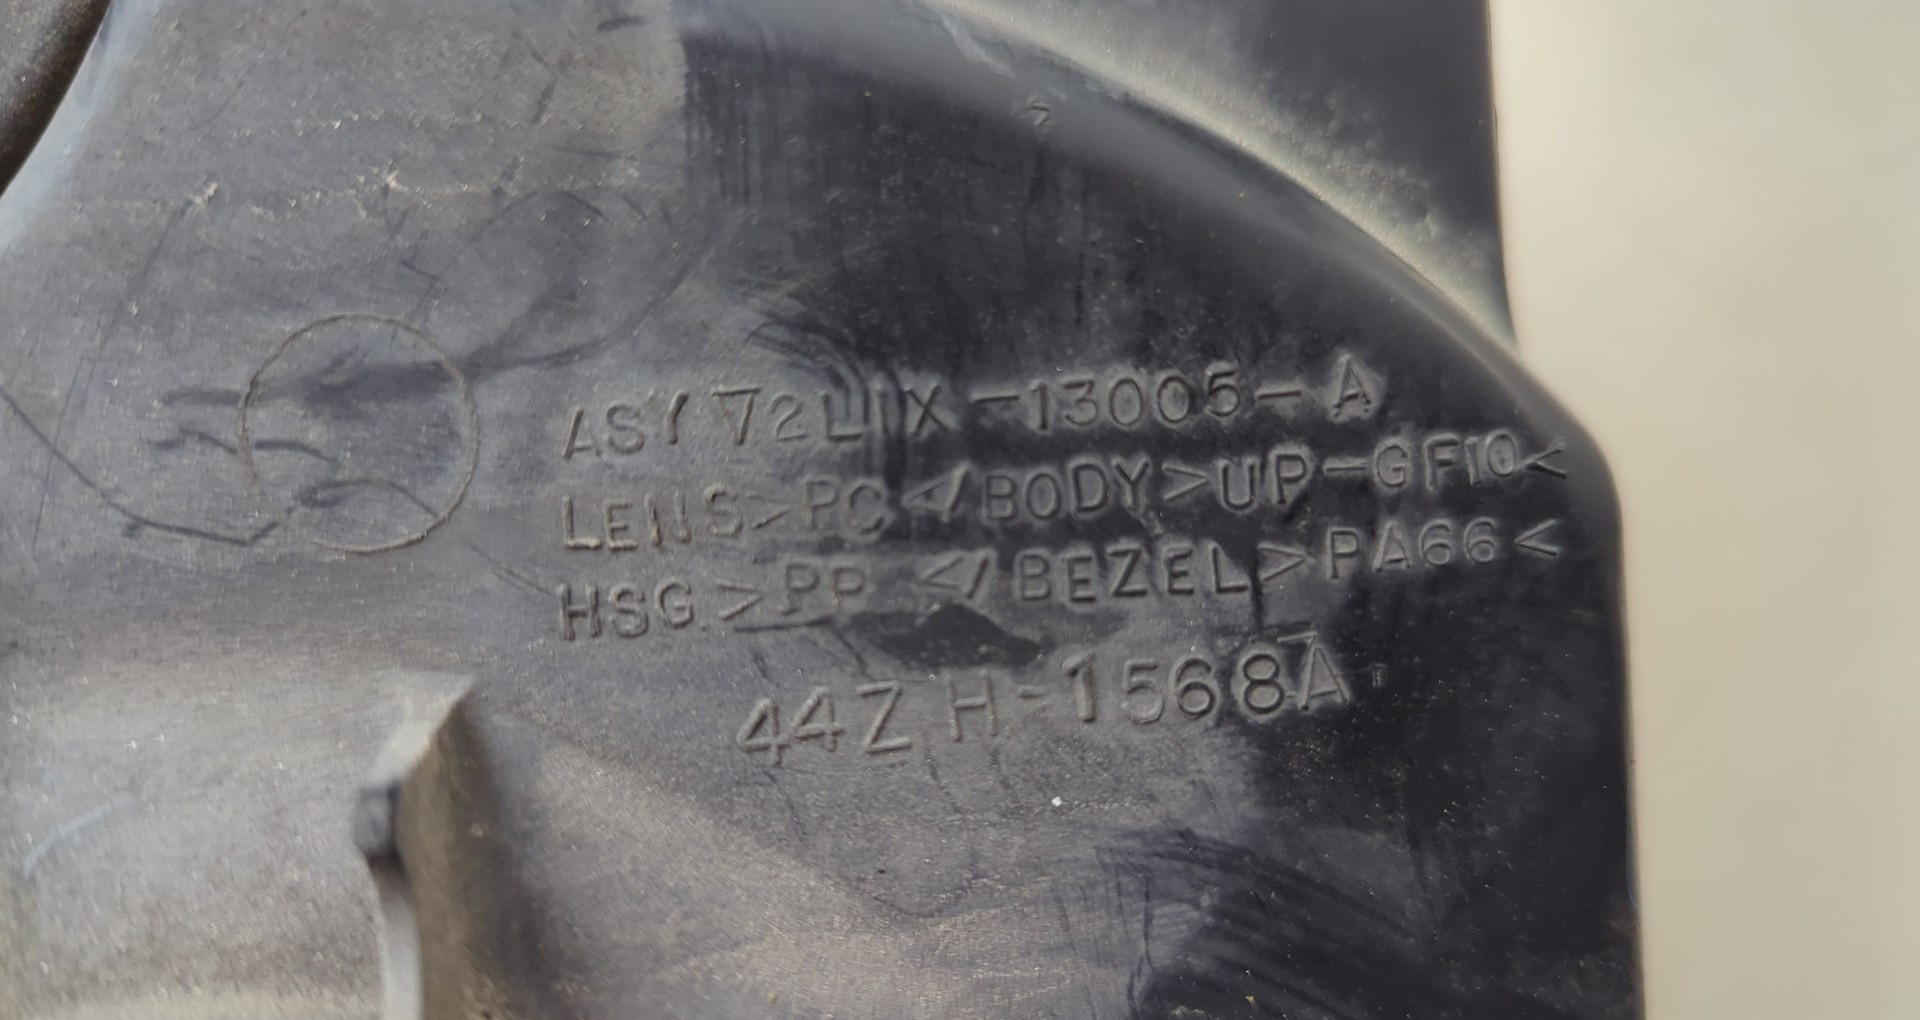 ASY 72L1X-13005-A
LENS>PC</BODY>UP-GF10<
HSG>PP</BEZEL>PA66<
44ZH-1568A